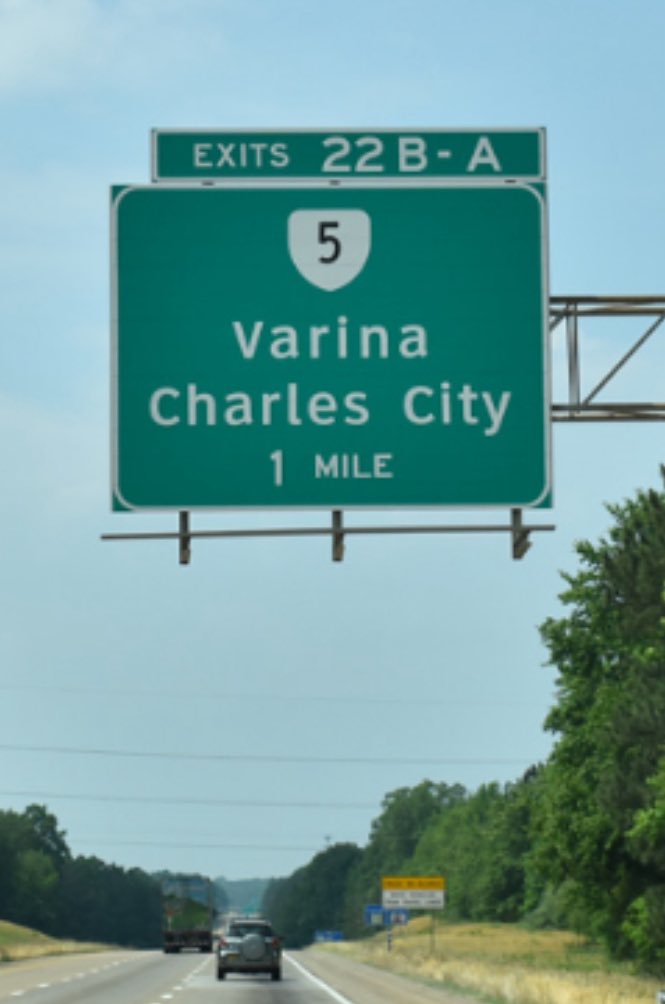 EXITS 22B-A
5
Varina
Charles City
1 MILE